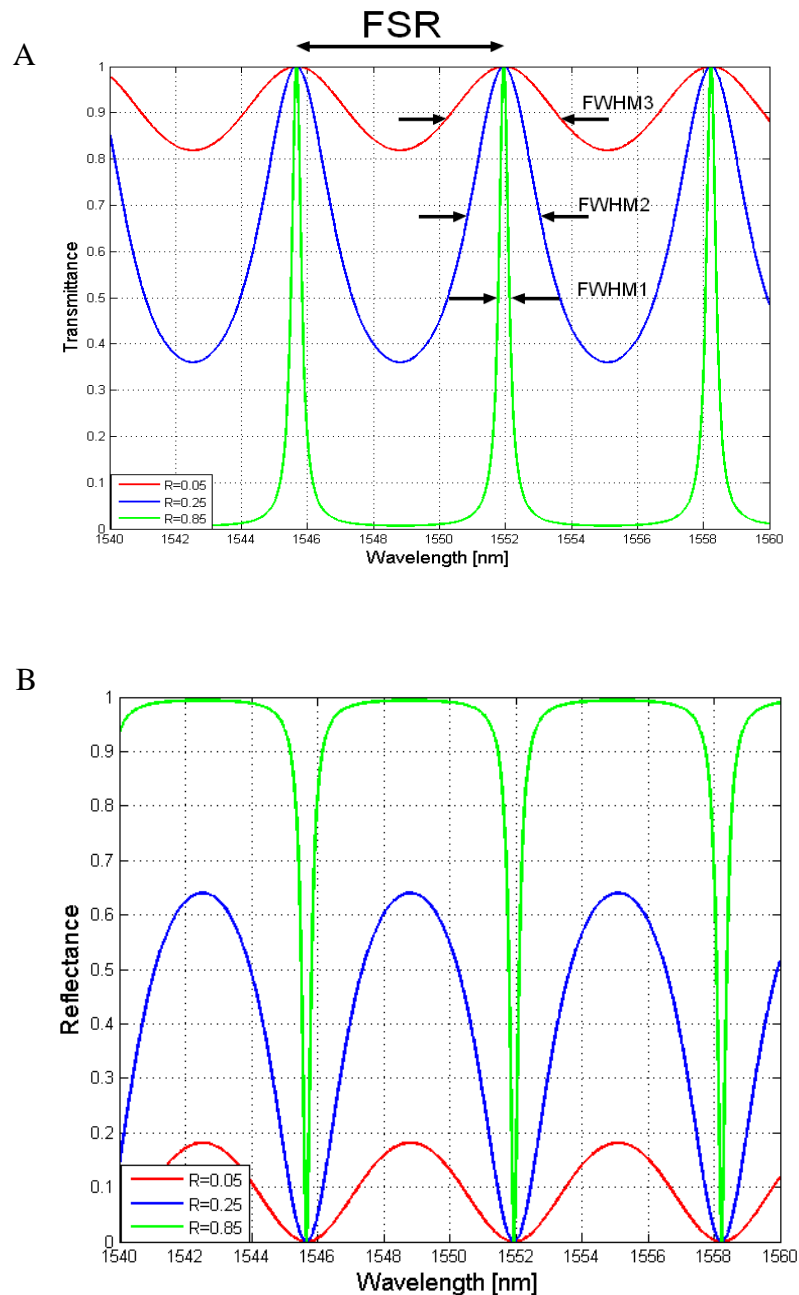 FSR
A
1
0.9
0.8
0.7
0.6
0.5
0.4
0.3
0.2
0.1
0
Transmittance
FWHM3
FWHM2
FWHM1
R=0.05
R=0.25
R=0.85
1540 1542 1544 1546 1548 1550 1552 1554 1556 1558 1560
Wavelength [nm]
B
1
0.9
0.8
0.7
0.6
0.5
0.4
0.3
0.2
0.1
0
Reflectance
R=0.05
R=0.25
R=0.85
1540 1542 1544 1546 1548 1550 1552 1554 1556 1558 1560
Wavelength [nm]